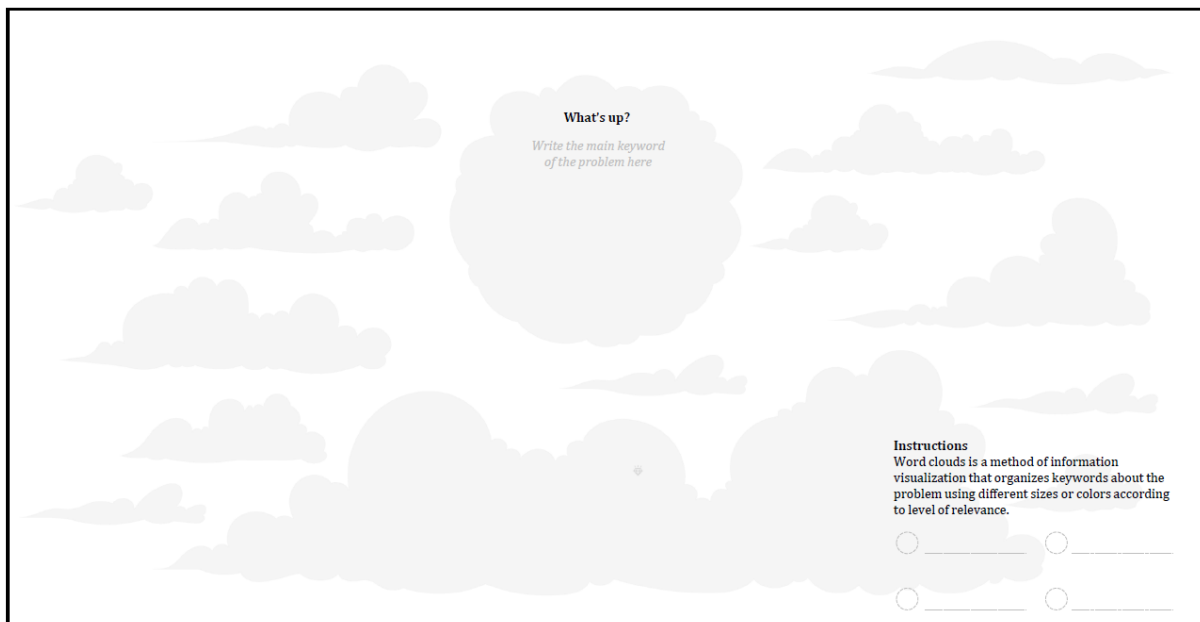 What's up?
Write the main keyword
of the problem here
Instructions
Word clouds is a method of information
visualization that organizes keywords about the
problem using different sizes or colors according
to level of relevance.